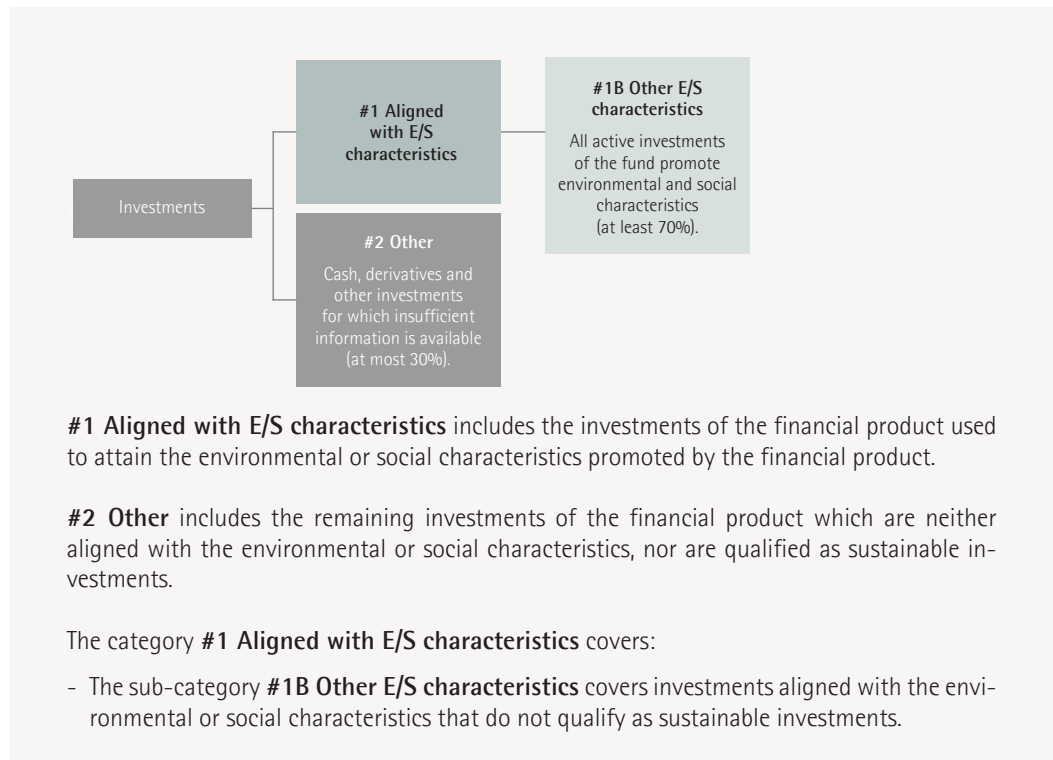 Investments
#1 Aligned
with E/S
characteristics
#1B Other E/S
characteristics
All active investments
of the fund promote
environmental and social
characteristics
(at least 70%).
#2 Other
Cash, derivatives and
other investments
for which insufficient
information is available
(at most 30%).
#1 Aligned with E/S characteristics includes the investments of the financial product used
to attain the environmental or social characteristics promoted by the financial product.
#2 Other includes the remaining investments of the financial product which are neither
aligned with the environmental or social characteristics, nor are qualified as sustainable in-
vestments.
The category #1 Aligned with E/S characteristics covers:
- The sub-category #1B Other E/S characteristics covers investments aligned with the envi-
ronmental or social characteristics that do not qualify as sustainable investments.